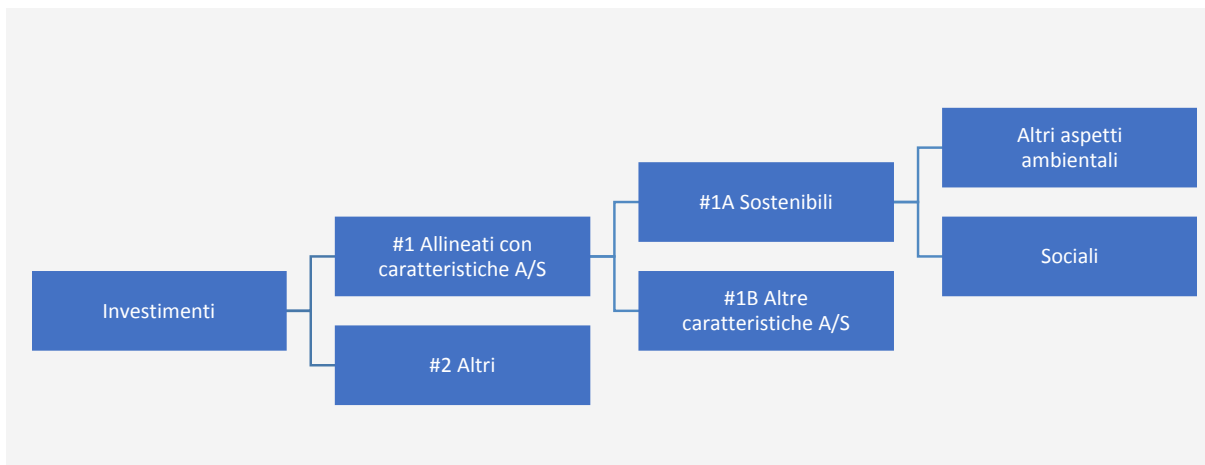 Altri aspetti
ambientali
#1A Sostenibili
#1 Allineati con
caratteristiche A/S
Sociali
Investimenti
#1B Altre
caratteristiche A/S
#2 Altri